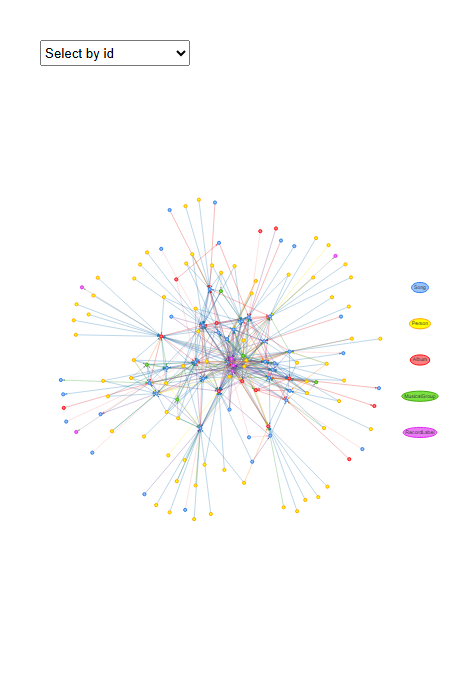 Select by id
Song
Person
Album
MusicalGroup
RecordLabel